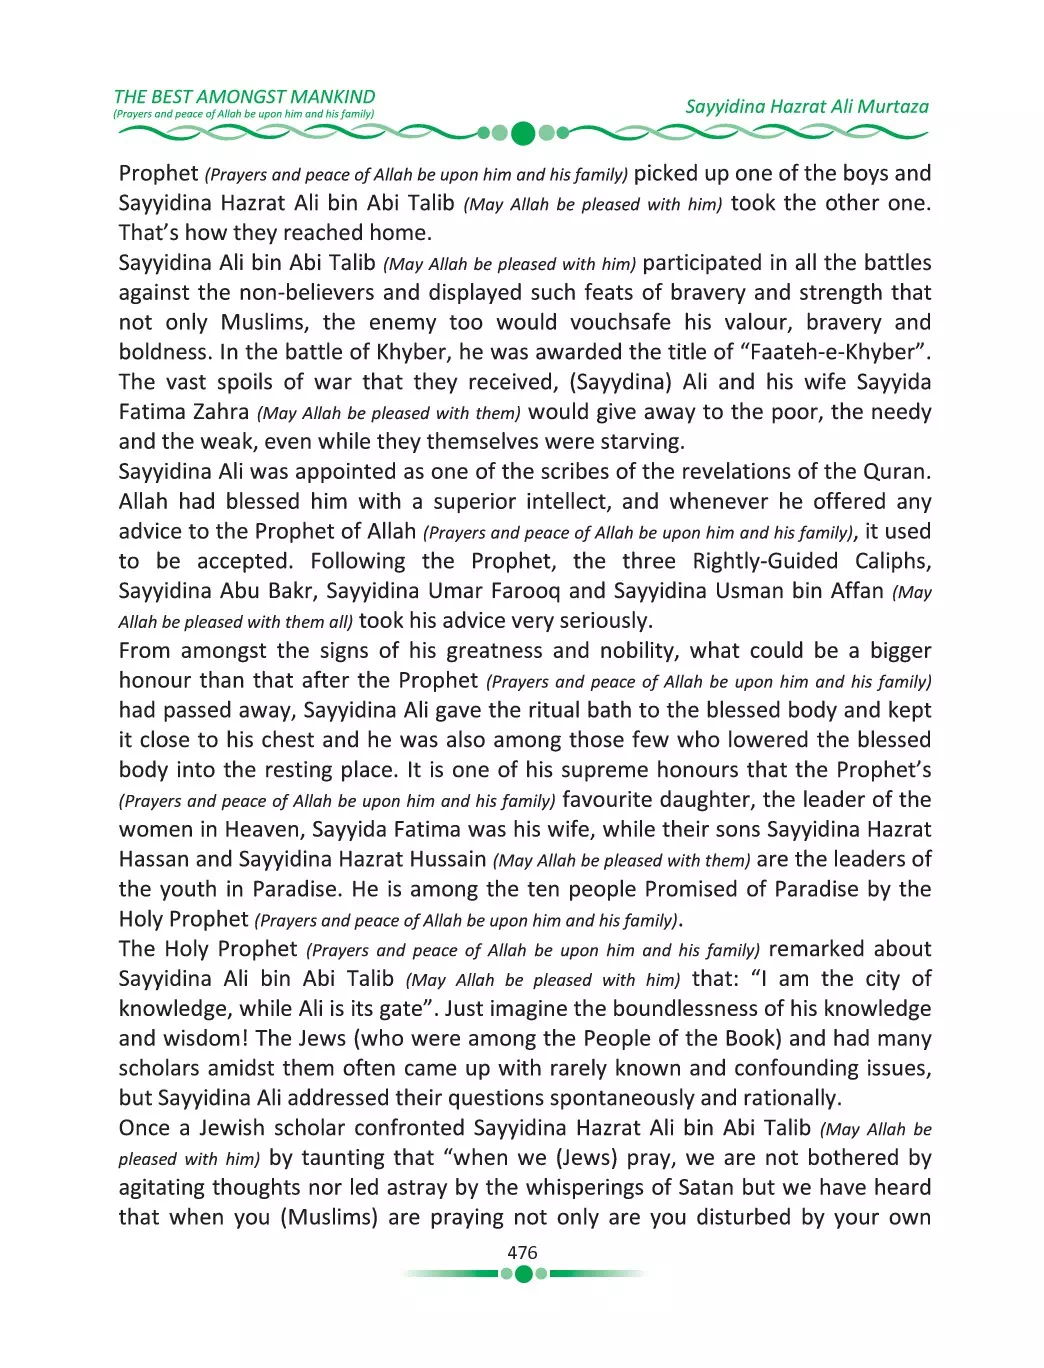 THE BEST AMONGST MANKIND
(Prayers and peace of Allah be upon him and his family)
Sayyidina Hazrat Ali Murtaza
Prophet (Prayers and peace of Allah be upon him and his family) picked up one of the boys and
Sayyidina Hazrat Ali bin Abi Talib (May Allah be pleased with him) took the other one.
That’s how they reached home.
Sayyidina Ali bin Abi Talib (May Allah be pleased with him) participated in all the battles
against the non-believers and displayed such feats of bravery and strength that
not only Muslims, the enemy too would vouchsafe his valour, bravery and
boldness. In the battle of Khyber, he was awarded the title of “Faateh-e-Khyber”.
The vast spoils of war that they received, (Sayydina) Ali and his wife Sayyida
Fatima Zahra (May Allah be pleased with them) would give away to the poor, the needy
and the weak, even while they themselves were starving.
Sayyidina Ali was appointed as one of the scribes of the revelations of the Quran.
Allah had blessed him with a superior intellect, and whenever he offered any
advice to the Prophet of Allah (Prayers and peace of Allah be upon him and his family), it used
to be accepted. Following the Prophet, the three Rightly-Guided Caliphs,
Sayyidina Abu Bakr, Sayyidina Umar Farooq and Sayyidina Usman bin Affan (May
Allah be pleased with them all) took his advice very seriously.
From amongst the signs of his greatness and nobility, what could be a bigger
honour than that after the Prophet (Prayers and peace of Allah be upon him and his family)
had passed away, Sayyidina Ali gave the ritual bath to the blessed body and kept
it close to his chest and he was also among those few who lowered the blessed
body into the resting place. It is one of his supreme honours that the Prophet’s
(Prayers and peace of Allah be upon him and his family) favourite daughter, the leader of the
women in Heaven, Sayyida Fatima was his wife, while their sons Sayyidina Hazrat
Hassan and Sayyidina Hazrat Hussain (May Allah be pleased with them) are the leaders of
the youth in Paradise. He is among the ten people Promised of Paradise by the
Holy Prophet (Prayers and peace of Allah be upon him and his family).
The Holy Prophet (Prayers and peace of Allah be upon him and his family) remarked about
Sayyidina Ali bin Abi Talib (May Allah be pleased with him) that: “I am the city of
knowledge, while Ali is its gate”. Just imagine the boundlessness of his knowledge
and wisdom! The Jews (who were among the People of the Book) and had many
scholars amidst them often came up with rarely known and confounding issues,
but Sayyidina Ali addressed their questions spontaneously and rationally.
Once a Jewish scholar confronted Sayyidina Hazrat Ali bin Abi Talib (May Allah be
pleased with him) by taunting that “when we (Jews) pray, we are not bothered by
agitating thoughts nor led astray by the whisperings of Satan but we have heard
that when you (Muslims) are praying not only are you disturbed by your own
476